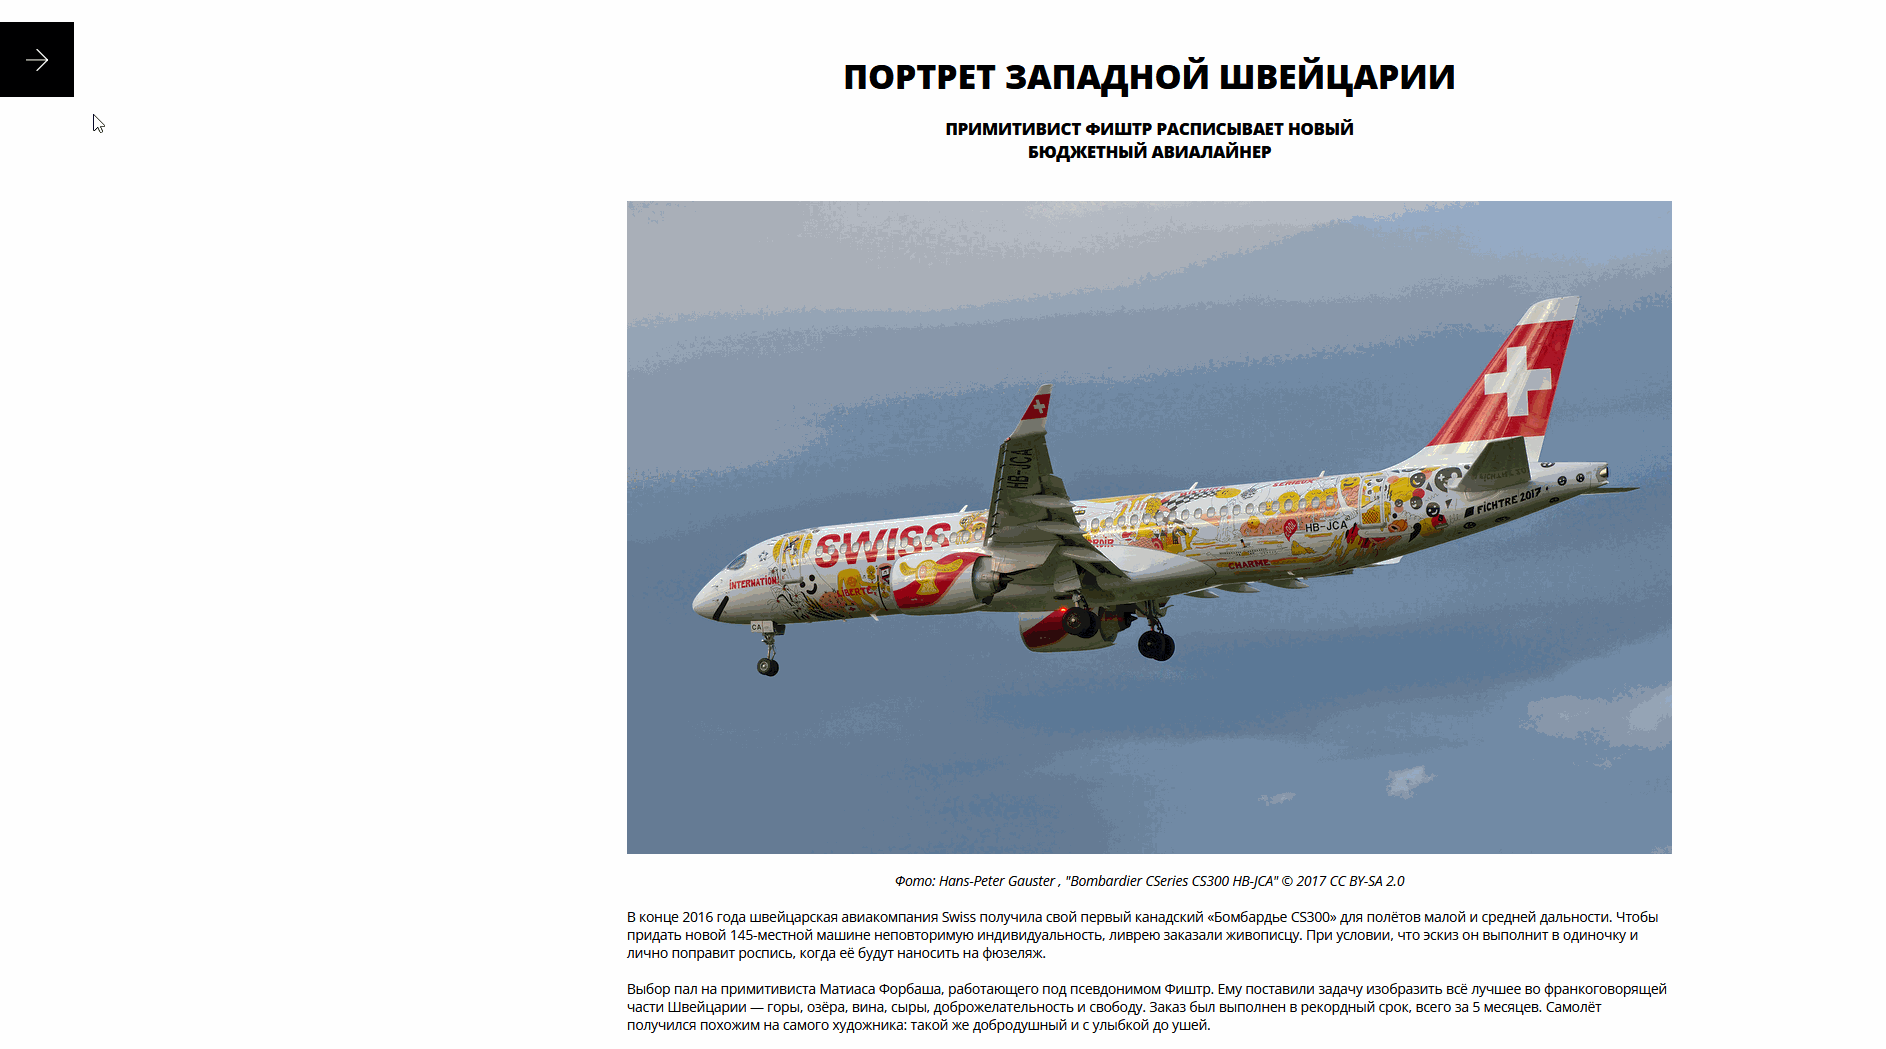 ПОРТРЕТ ЗАПАДНОЙ ШВЕЙЦАРИИ
ПРИМИТИВИСТ ФИШТР РАСПИСЫВАЕТ НОВЫЙ
БЮДЖЕТНЫЙ АВИАЛАЙНЕР
HB-JCA
SERIEUX
FICHTRE 2017
HB-JCA
SWISS
CHARME
INTERNATION
LIBERTÉ
CA
Фото: Hans-Peter Gauster , "Bombardier CSeries CS300 HB-JCA" © 2017 CC BY-SA 2.0
В конце 2016 года швейцарская авиакомпания Swiss получила свой первый канадский «Бомбардье CS300» для полётов малой и средней дальности. Чтобы
придать новой 145-местной машине неповторимую индивидуальность, ливрею заказали живописцу. При условии, что эскиз он выполнит в одиночку и
лично поправит роспись, когда её будут наносить на фюзеляж.
Выбор пал на примитивиста Матиаса Форбаша, работающего под псевдонимом Фиштр. Ему поставили задачу изобразить всё лучшее во франкоговорящей
части Швейцарии — горы, озёра, вина, сыры, доброжелательность и свободу. Заказ был выполнен в рекордный срок, всего за 5 месяцев. Самолёт
получился похожим на самого художника: такой же добродушный и с улыбкой до ушей.